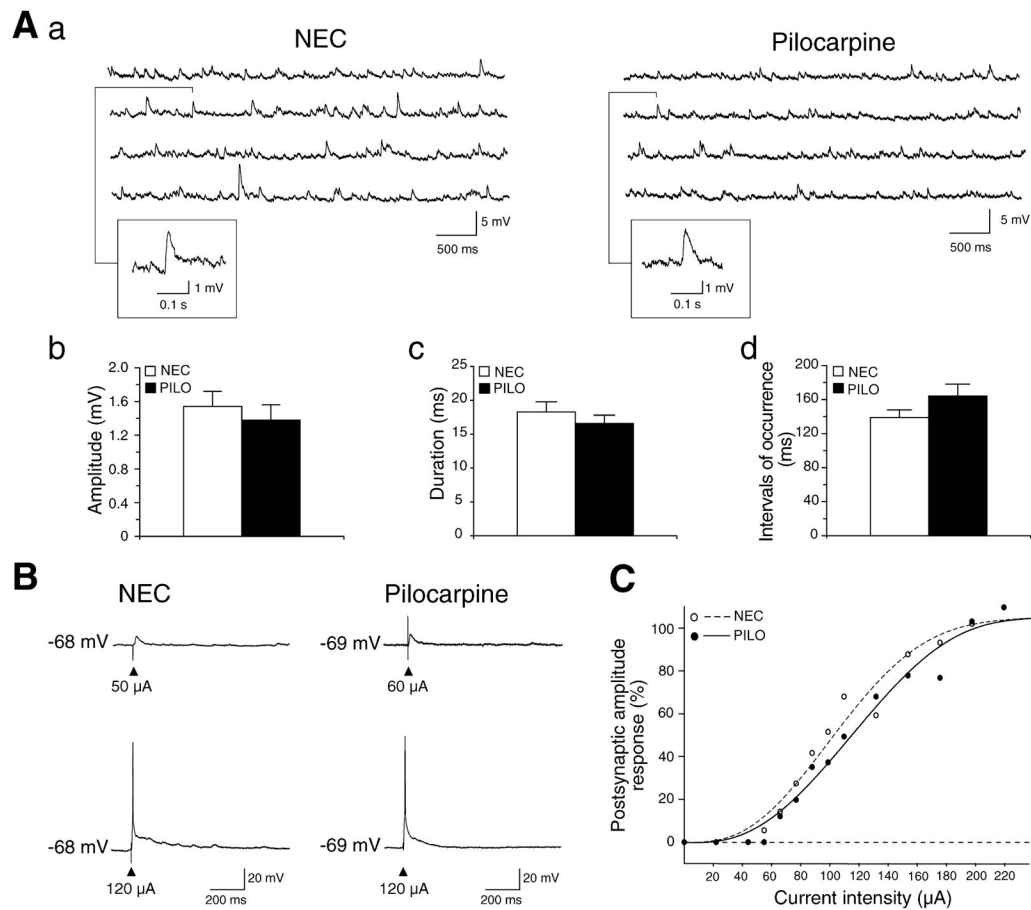 A a
NEC
Pilocarpine
5 mV
500 ms
5 mV
500 ms
1 mV
0.1 s
1 mV
0.1 s
b
NEC
PILO
Amplitude (mV)
2.0
1.6
1.2
0.8
0.4
0
c
NEC
PILO
Duration (ms)
25
20
15
10
5
0
d
NEC
PILO
Intervals of occurrence
(ms)
200
160
120
80
40
0
B
NEC
Pilocarpine
-68 mV
50 µA
-69 mV
60 µA
-68 mV
120 µA
-69 mV
120 µA
20 mV
200 ms
20 mV
200 ms
C
NEC
PILO
Postsynaptic amplitude
response (%)
100
80
60
40
20
0
20 40 60 80 100 120 140 160 180 200 220
Current intensity (µA)